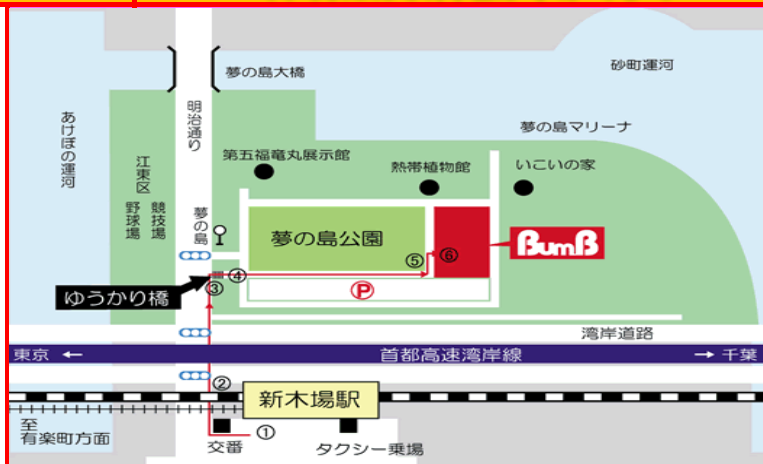 夢の島大橋
砂町運河
あけぼの運河
明治通り
夢の島マリーナ
江東区
野球場
競技場
第五福竜丸展示館
熱帯植物館
いこいの家
夢の島
夢の島公園
BumB
⑤
⑥
④
③
ゆうかり橋
P
湾岸道路
東京 ←
首都高速湾岸線
→ 千葉
②
新木場駅
至
有楽町方面
①
交番
タクシー乗場